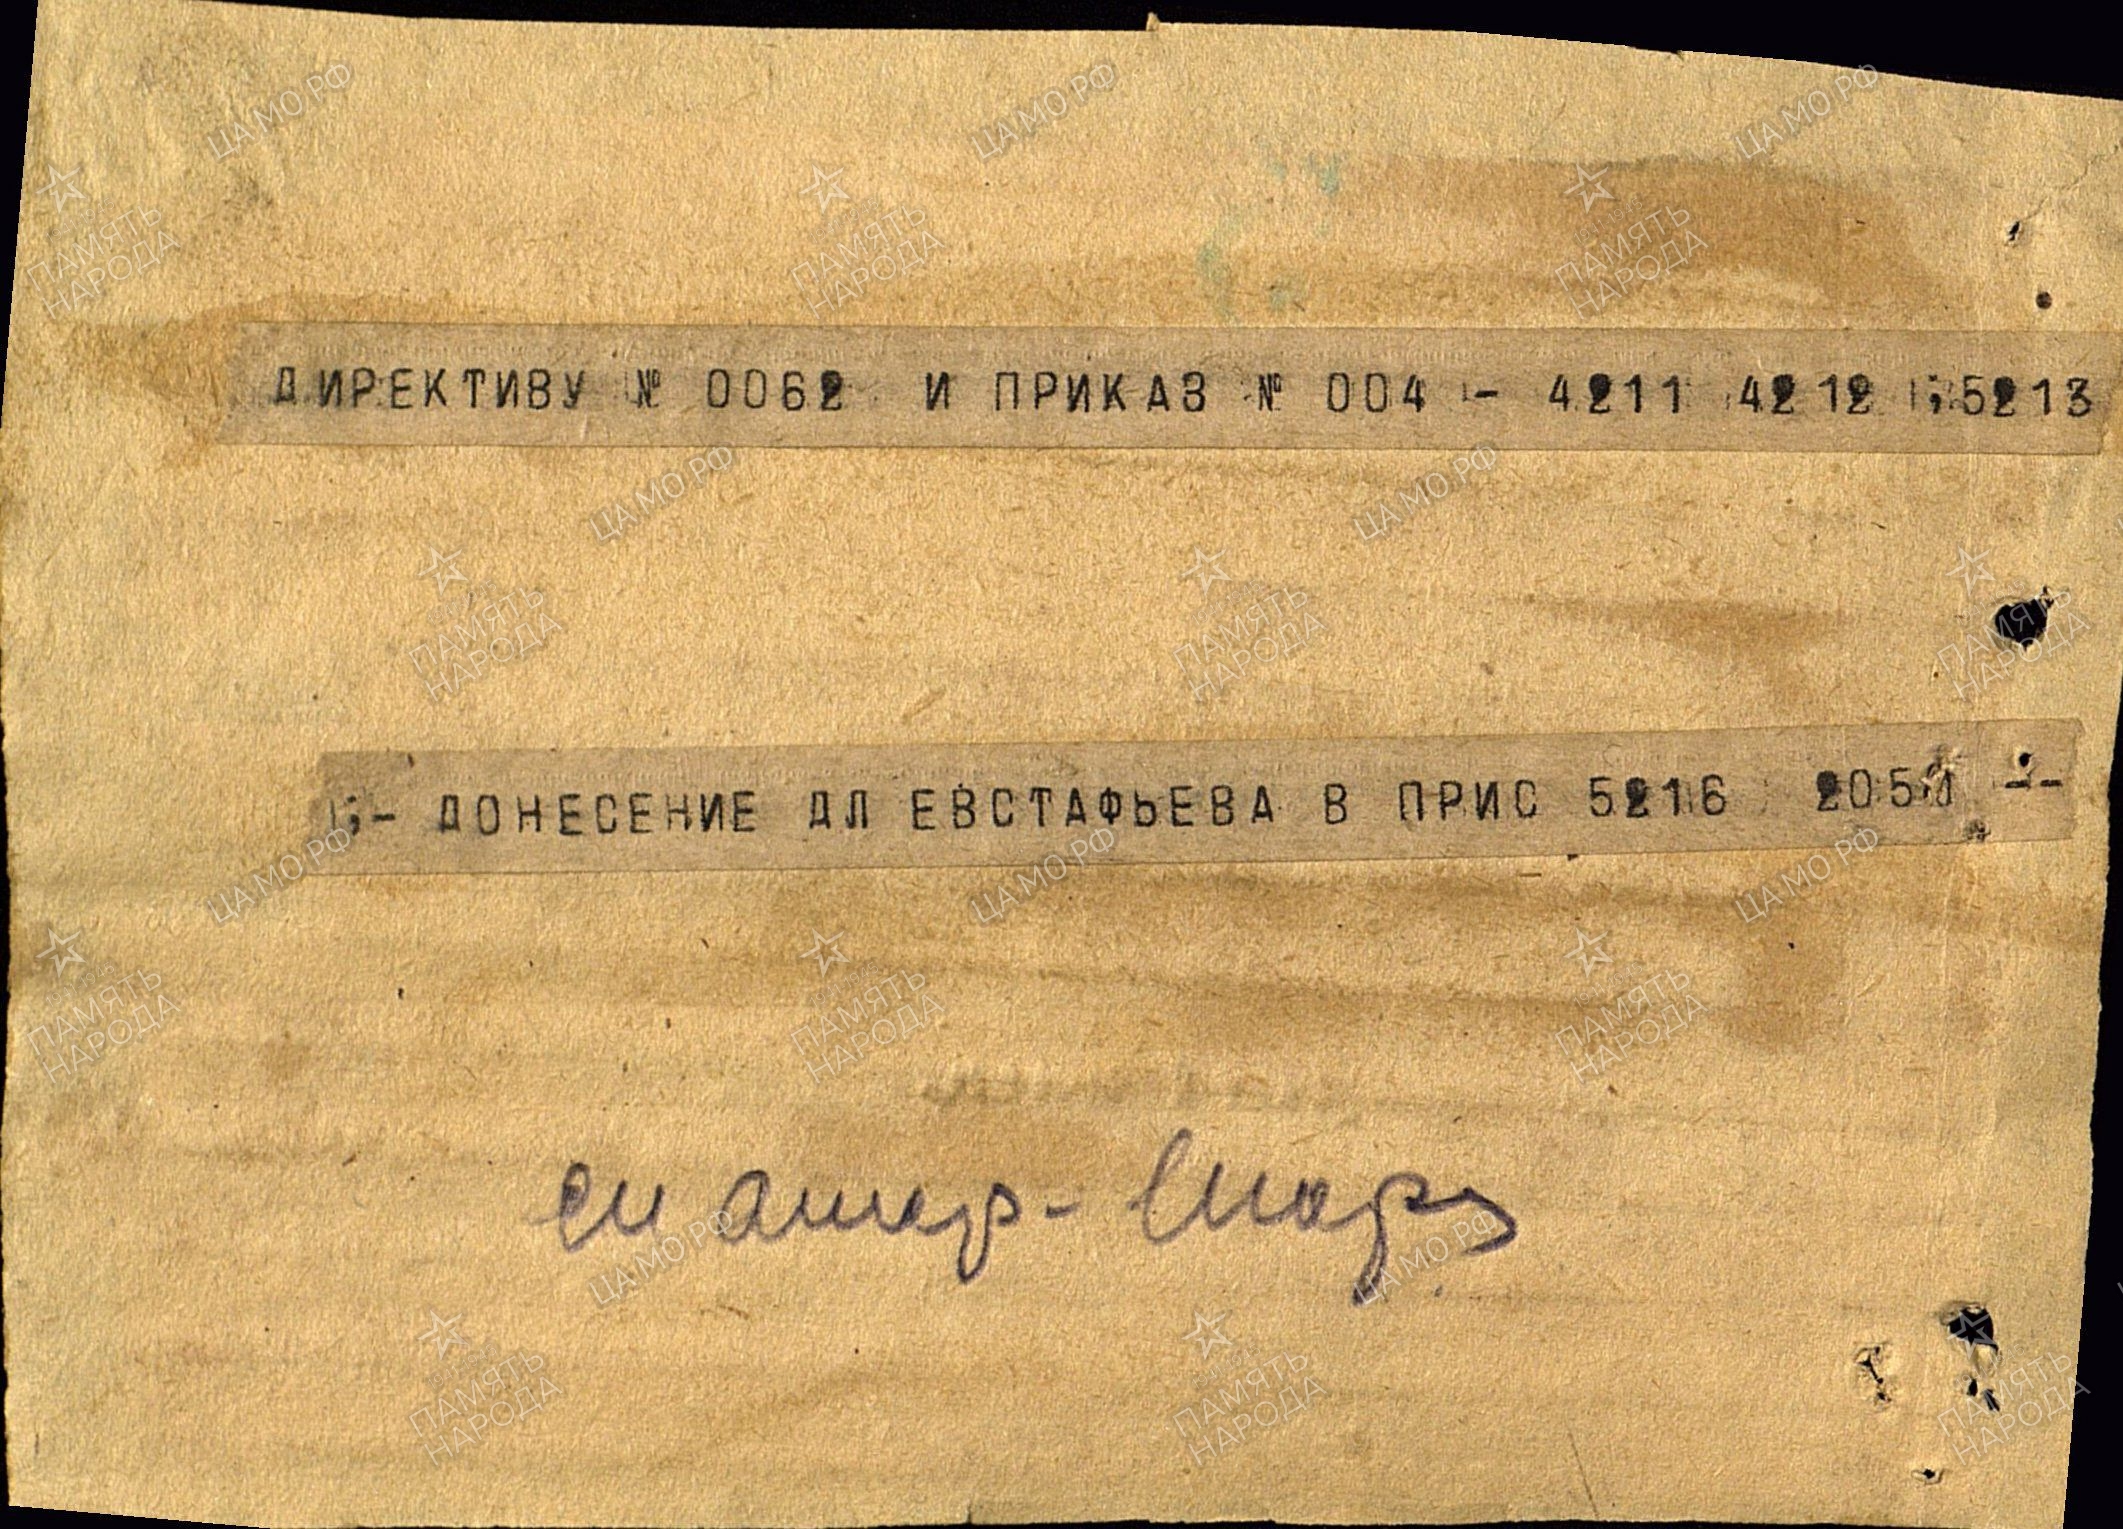 ДИРЕКТИВУ № 0062 И ПРИКАЗ № 004 - 4211 4212 ;5213
;- ДОНЕСЕНИЕ ДЛ ЕВСТАФЬЕВА В ПРИС 5216 2050 --